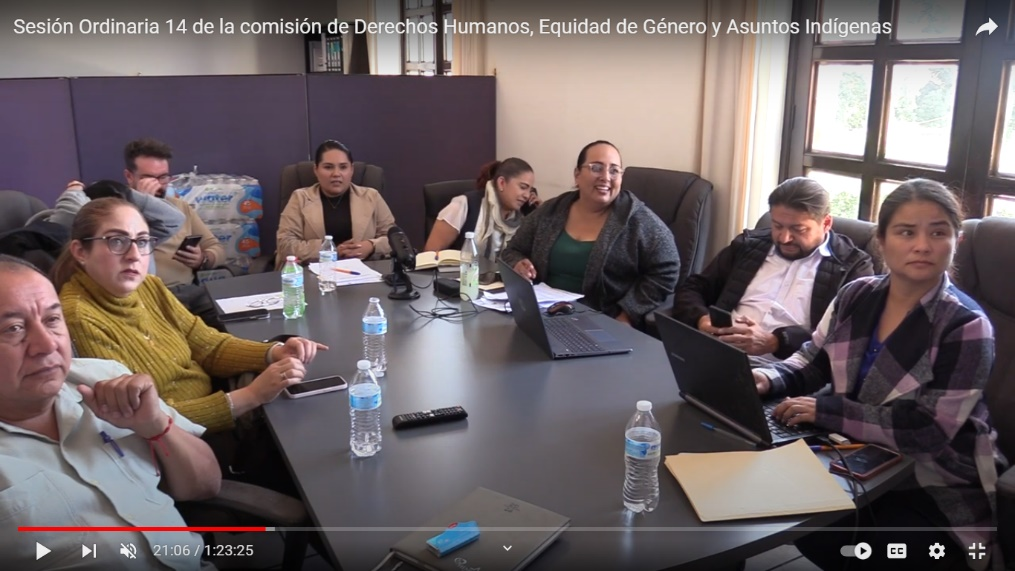 Sesión Ordinaria 14 de la comisión de Derechos Humanos, Equidad de Género y Asuntos Indígenas
21:06 / 1:23:25
CC